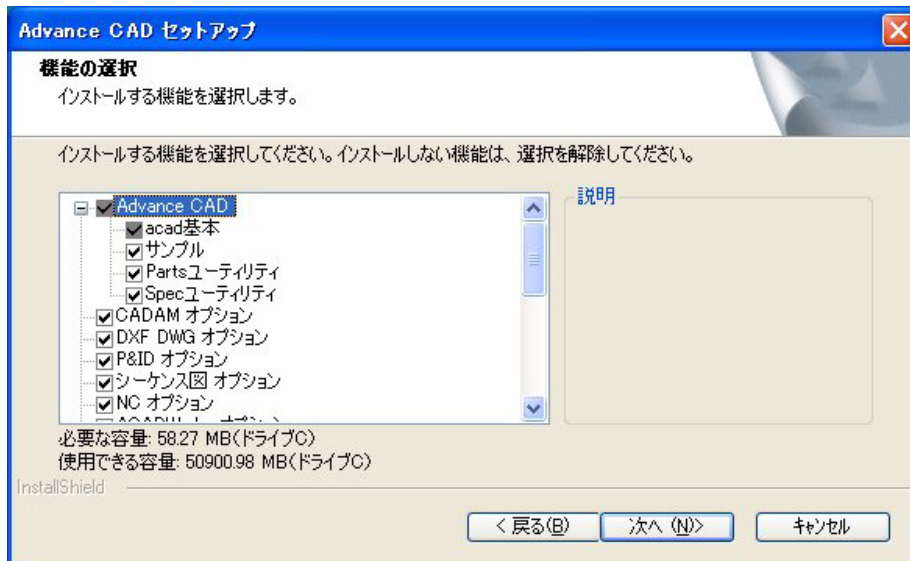 Advance CAD セットアップ
機能の選択
インストールする機能を選択します。
インストールする機能を選択してください。インストールしない機能は、選択を解除してください。
Advance CAD
acad基本
サンプル
Partsユーティリティ
Specユーティリティ
CADAM オプション
DXF DWG オプション
P&ID オプション
シーケンス図 オプション
NC オプション
説明
必要な容量: 58.27 MB(ドライブC)
使用できる容量: 50900.98 MB(ドライブC)
InstallShield
< 戻る(B)
次へ (N)>
キャンセル